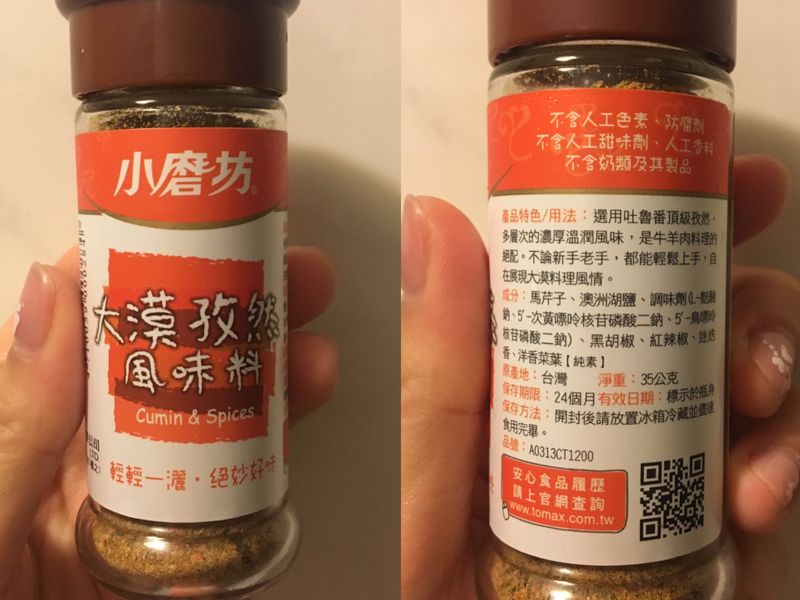 小磨坊®
大漠孜然
風味料
Cumin & Spices
輕輕一灑・絕妙好味
公司
LTD.
不含人工色素、防腐劑
不含人工甜味劑、人工香料
不含奶類及其製品
產品特色/用法：選用吐魯番頂級孜然，
多層次的濃厚溫潤風味，是牛羊肉料理的
絕配。不論新手老手，都能輕鬆上手，自
在展現大漠料理風情。
成分：馬芹子、澳洲湖鹽、調味劑(L-麩酸
鈉、5'-次黃嘌呤核苷磷酸二鈉、5'-鳥嘌呤
核苷磷酸二鈉）、黑胡椒、紅辣椒、迷迭
香、洋香菜葉【純素】
原產地：台灣 淨重：35公克
保存期限：24個月 有效日期：標示於瓶身
保存方法：開封後請放置冰箱冷藏並儘速
食用完畢。
品號：A0313CT1200
安心食品履歷
請上官網查詢
www.tomax.com.tw